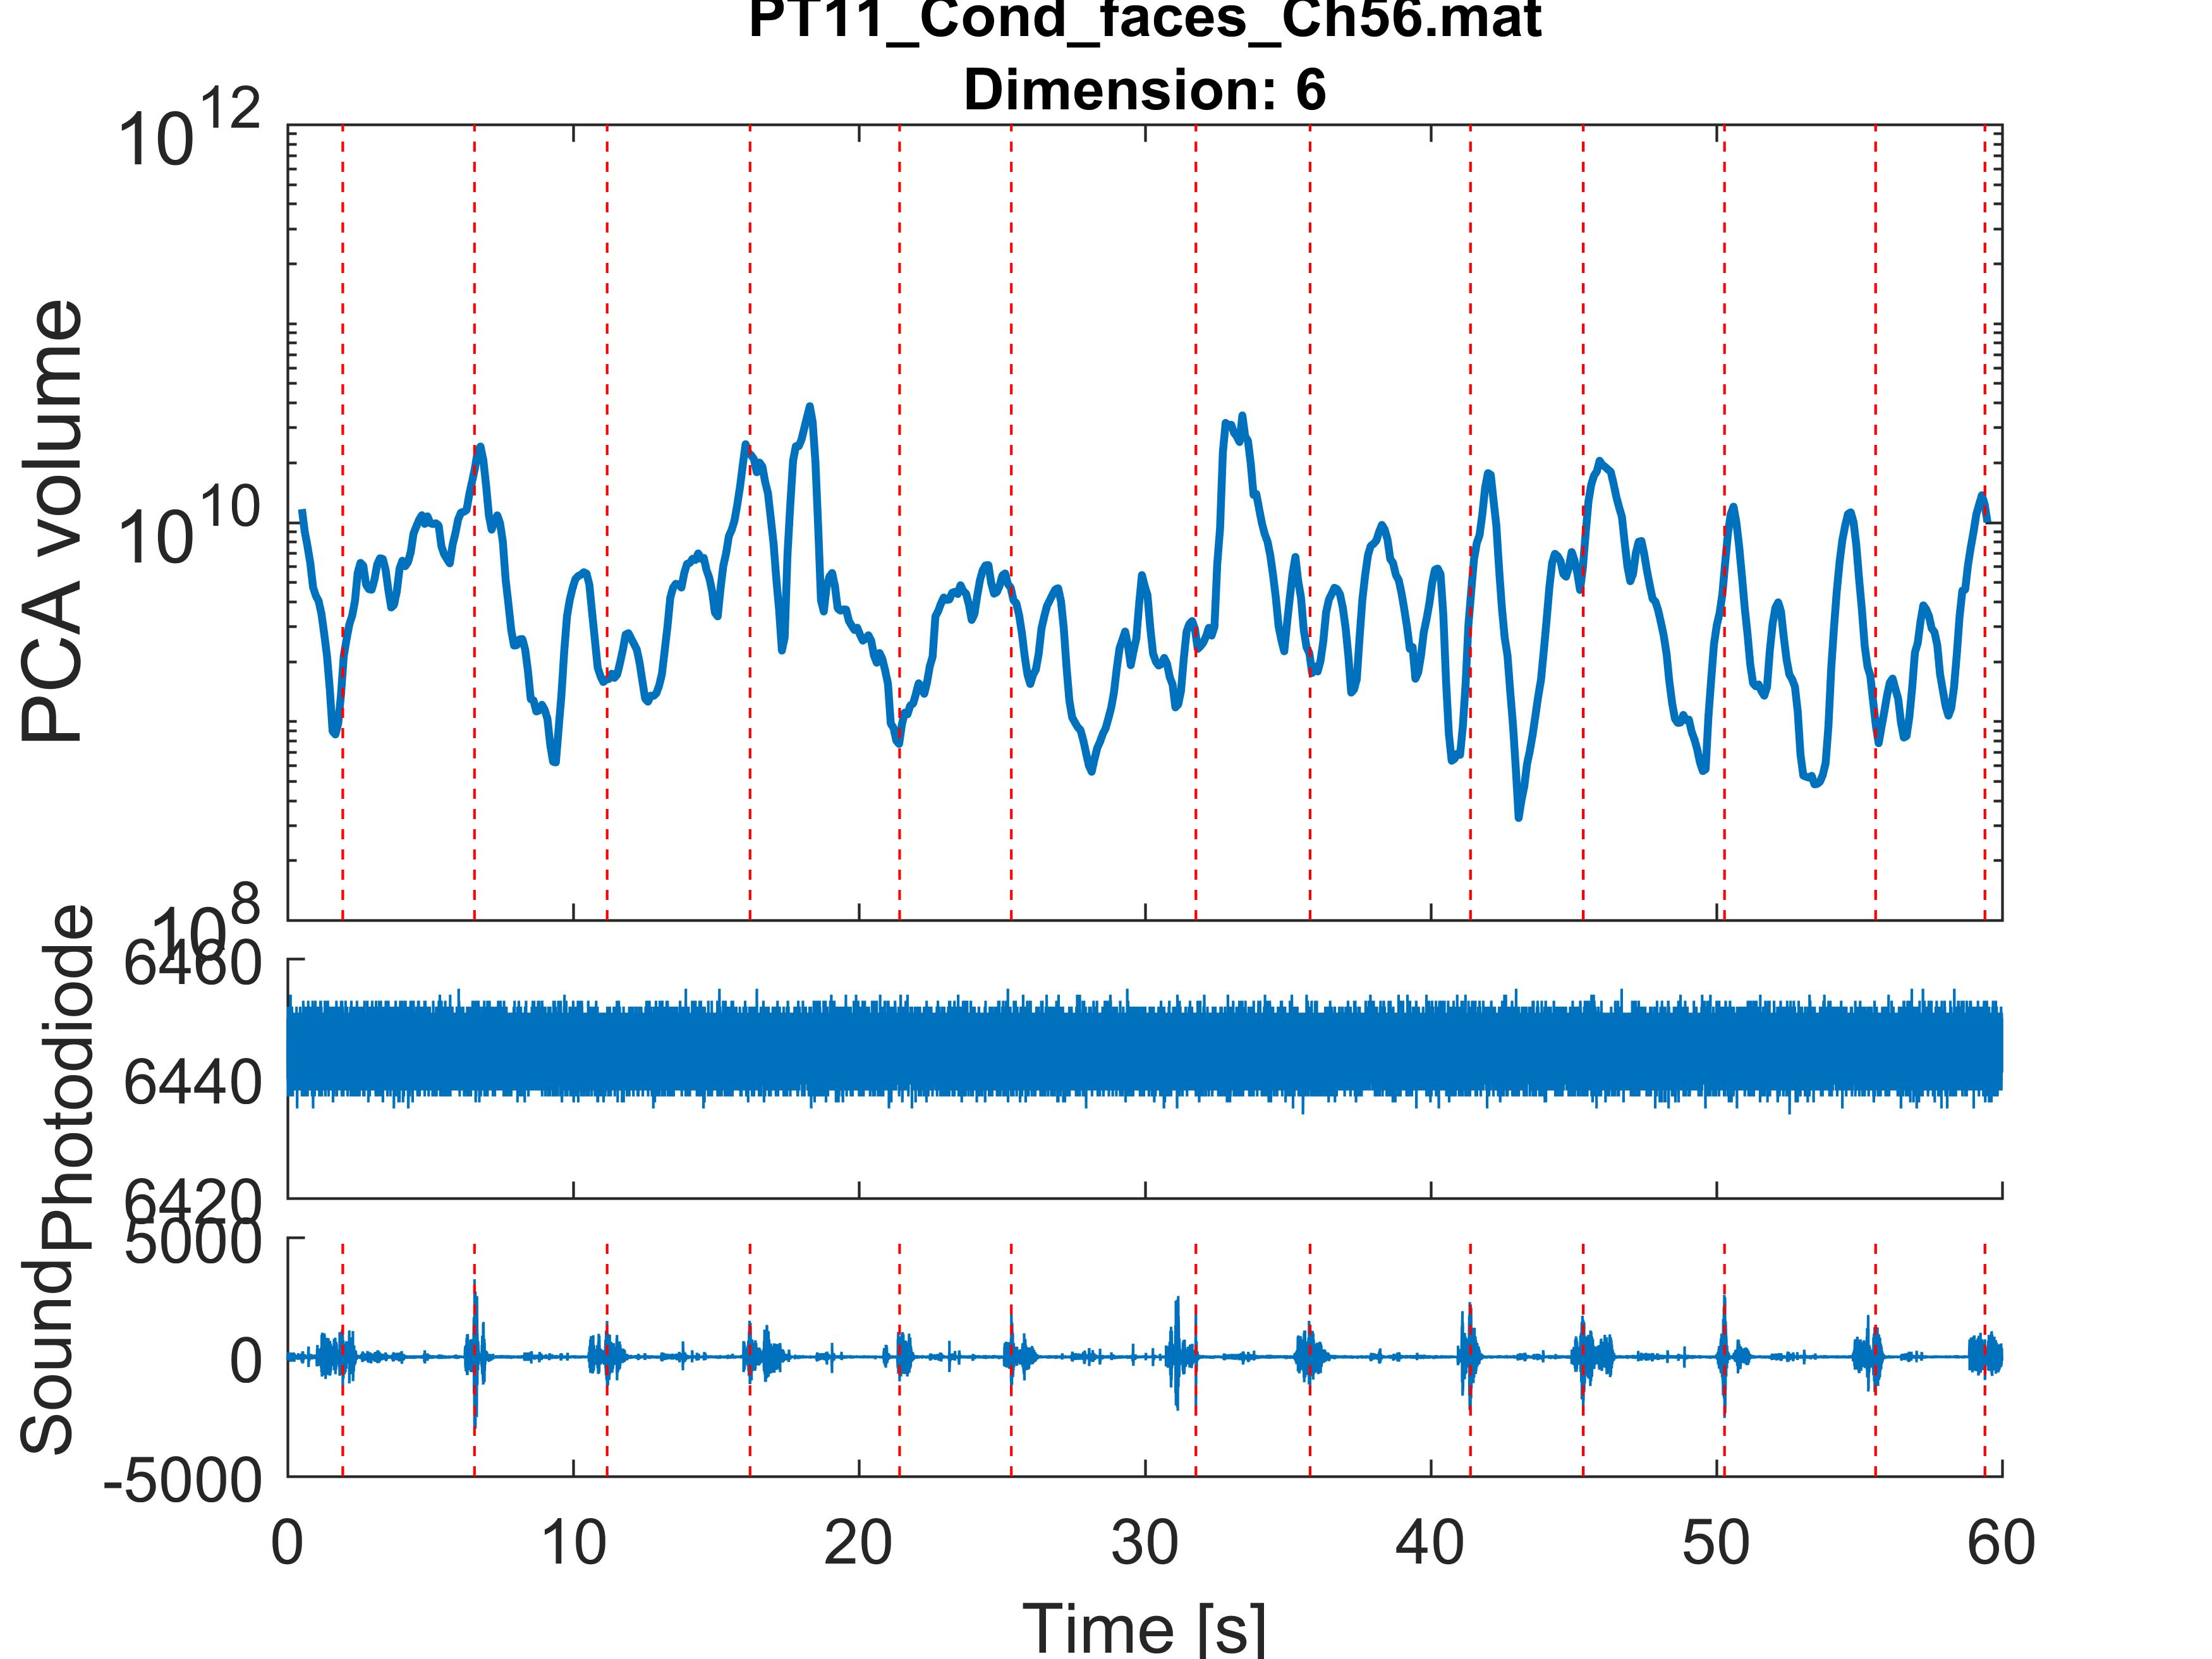 PT11_Cond_faces_Ch56.mat
Dimension: 6
10^12
10^10
10^8
PCA volume
6460
6440
6420
Photodiode
5000
0
-5000
Sound
0 10 20 30 40 50 60
Time [s]